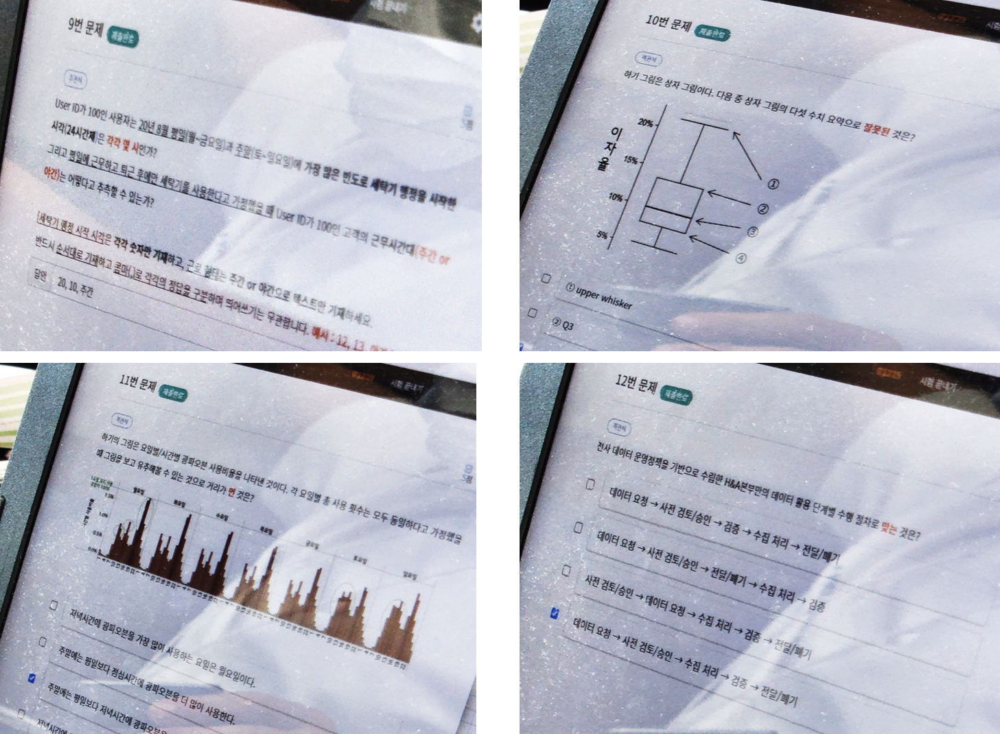 시험 끝내기
9번 문제
제출완료
주관식
5점
User ID가 100인 사용자는 20년 8월 평일(월~금요일)과 주말(토~일요일)에 가장 많은 빈도로 세탁기 행정을 시작한
시각(24시간제)은 각각 몇 시인가?
그리고 평일에 근무하고 퇴근 후에만 세탁기를 사용한다고 가정했을 때 User ID가 100인 고객의 근무시간대(주간 or
야간)는 어떻다고 추측할 수 있는가?
[세탁기 행정 시작 시각은 각각 숫자만 기재하고, 근로 형태는 주간 or 야간으로 텍스트만 기재하세요.
반드시 순서대로 기재하고 콤마(,)로 각각의 정답을 구분하며 띄어쓰기는 무관합니다. 예시 : 12, 13,
답안
20, 10, 주간
10번 문제
제출완료
객관식
하기 그림은 상자 그림이다. 다음 중 상자 그림의 다섯 수치 요약으로 잘못된 것은?
이자율
20%
15%
10%
5%
①
②
③
④
① upper whisker
② Q3
시험 끝내기
11번 문제
제출완료
객관식
5점
하기의 그림은 요일별/시간별 광파오븐 사용비율을 나타낸 것이다. 각 요일별 총 사용 횟수는 모두 동일하다고 가정했을
때 그림을 보고 유추해볼 수 있는 것으로 거리가 먼 것은?
1.5%
1.0%
0.5%
0.0%
월요일
화요일
수요일
목요일
금요일
토요일
일요일
저녁시간에 광파오븐을 가장 많이 사용하는 요일은 월요일이다.
주말에는 평일보다 점심시간에 광파오븐을 더 많이 사용한다.
주말에는 평일보다 저녁시간에 광파오븐을
저녁시간에
시험 끝내기
12번 문제
제출완료
객관식
전사 데이터 운영정책을 기반으로 수립한 H&A본부만의 데이터 활용 단계별 수행 절차로 맞는 것은?
데이터 요청 → 사전 검토/승인 → 검증 → 수집 처리 → 전달/폐기
데이터 요청 → 사전 검토/승인 → 전달/폐기 → 수집 처리 → 검증
사전 검토/승인 → 데이터 요청 → 수집 처리 → 검증 → 전달/폐기
데이터 요청 → 사전 검토/승인 → 수집 처리 → 검증 → 전달/폐기